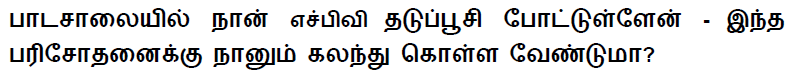 பாடசாலையில் நான் எச்பிவி தடுப்பூசி போட்டுள்ளேன் - இந்த
பரிசோதனைக்கு நானும் கலந்து கொள்ள வேண்டுமா?